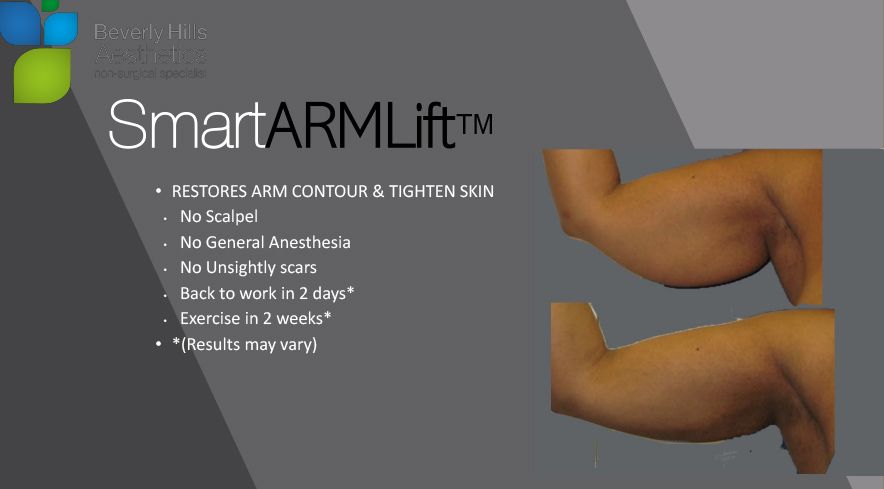 Beverly Hills
Aesthetics
non-surgical specialist
SmartARMLift™
• RESTORES ARM CONTOUR & TIGHTEN SKIN
• No Scalpel
• No General Anesthesia
• No Unsightly scars
• Back to work in 2 days*
• Exercise in 2 weeks*
• *(Results may vary)